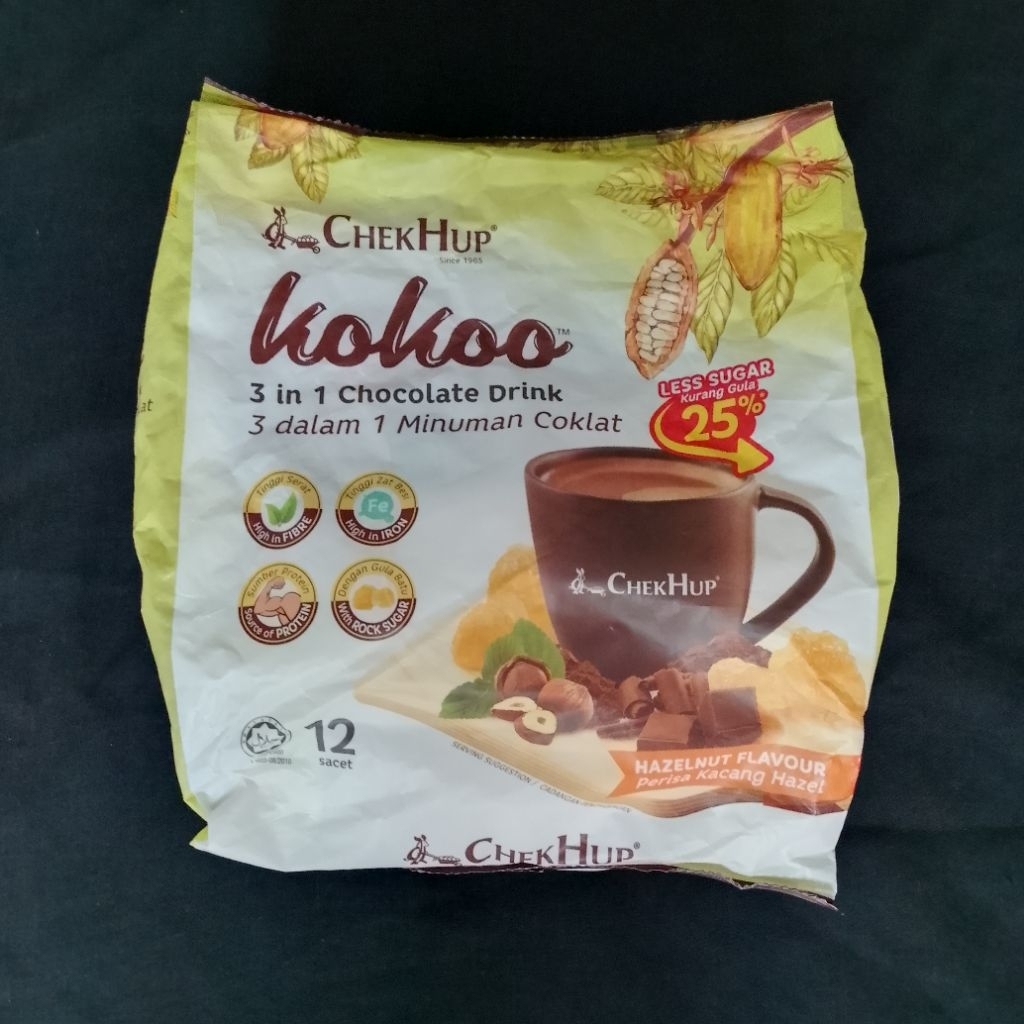 CHEKHUP®
Since 1965
kokoo™
3 in 1 Chocolate Drink
3 dalam 1 Minuman Coklat
LESS SUGAR
Kurang Gula
25%*
Tinggi Serat
High in FIBRE
Tinggi Zat Besi
Fe
High in IRON
Sumber Protein
Source of PROTEIN
Dengan Gula Batu
With ROCK SUGAR
CHEKHUP®
12
sacet
SERVING SUGGESTION / CADANGAN
HAZELNUT FLAVOUR
Perisa Kacang Hazel
CHEKHUP®